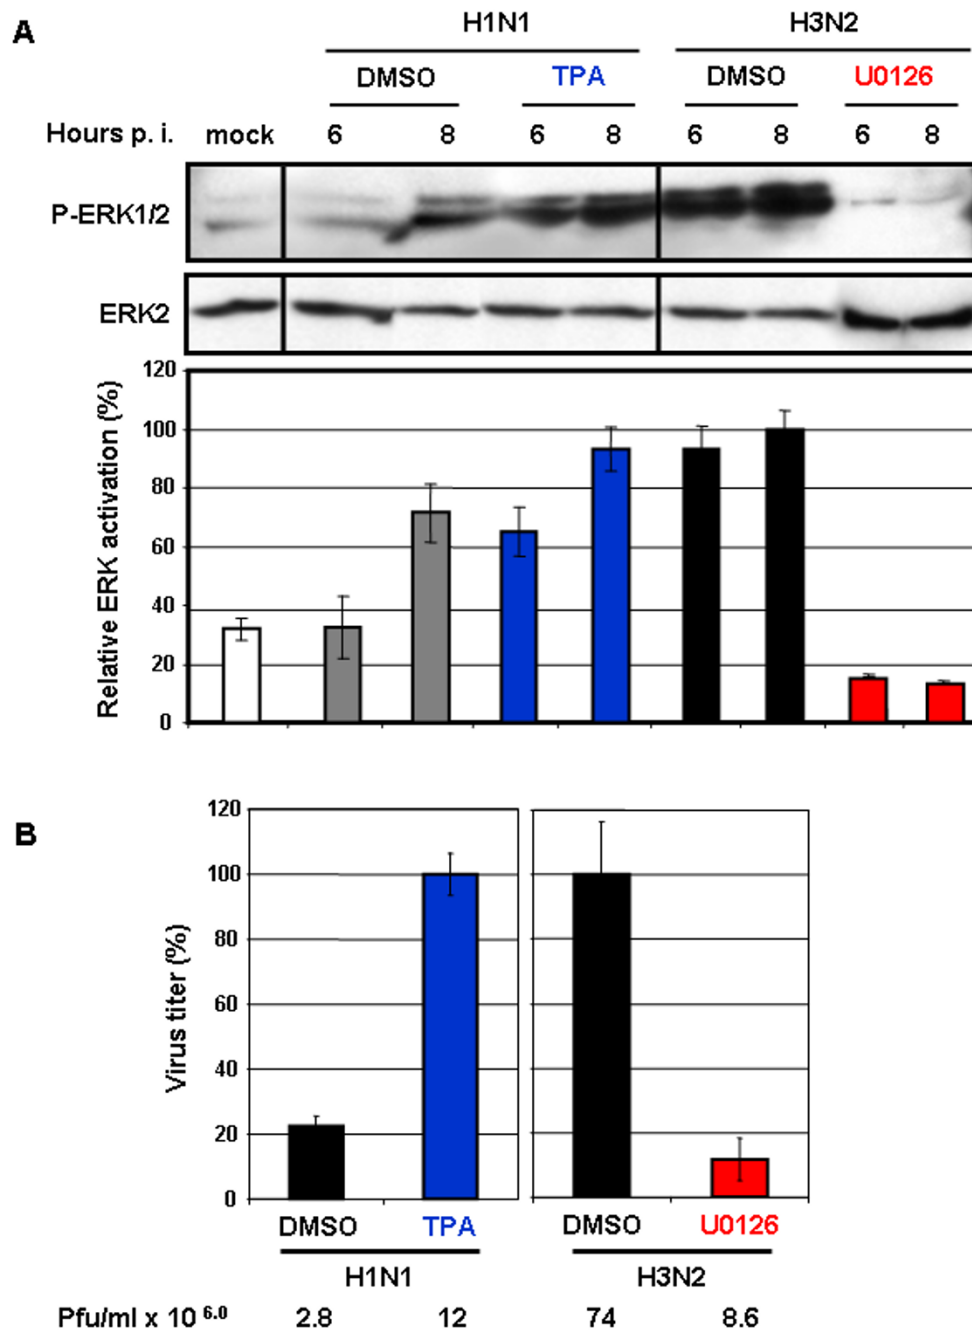 A
H1N1 H3N2
DMSO TPA DMSO U0126
Hours p. i. mock 6 8 6 8 6 8 6 8
P-ERK1/2
ERK2
Relative ERK activation (%)
120
100
80
60
40
20
0
B
Virus titer (%)
120
100
80
60
40
20
0
DMSO TPA DMSO U0126
H1N1 H3N2
Pfu/ml x 10 6.0 2.8 12 74 8.6